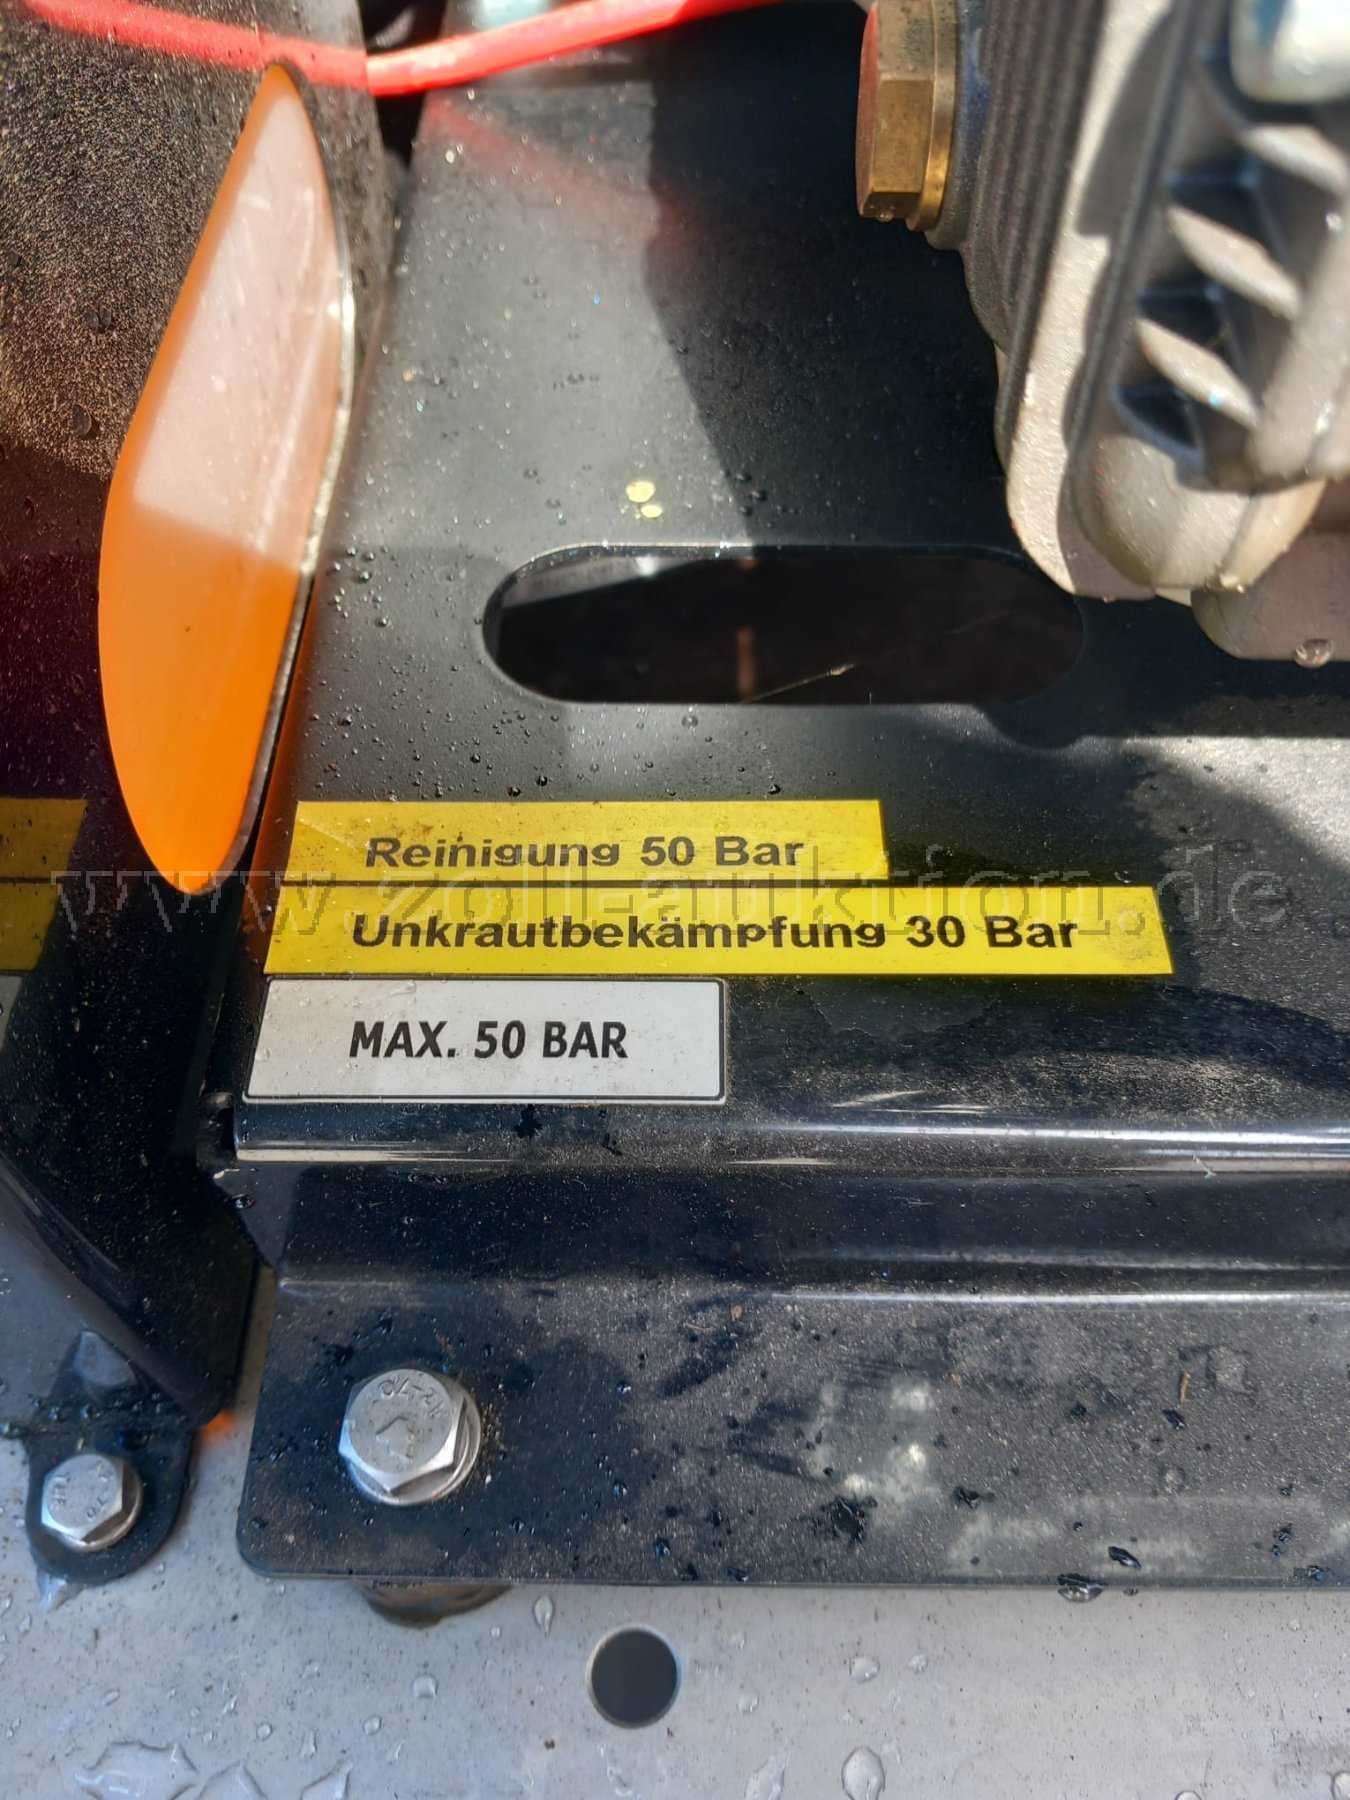 Reinigung 50 Bar
www.zoll-auktion.de
Unkrautbekämpfung 30 Bar
MAX. 50 BAR